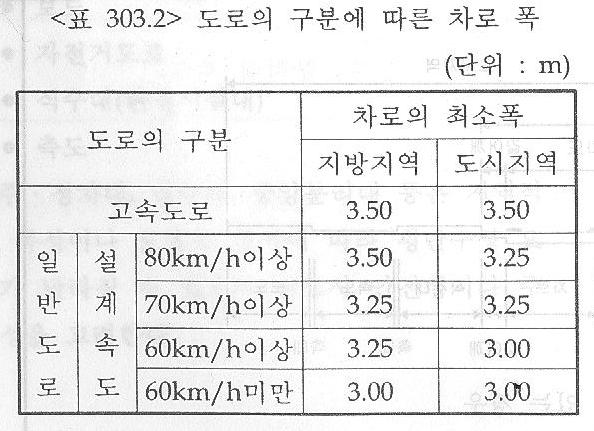 <표 303.2> 도로의 구분에 따른 차로 폭
(단위 : m)
도로의 구분 차로의 최소폭
지방지역 도시지역
고속도로 3.50 3.50
일반도로 설계속도 80km/h이상 3.50 3.25
70km/h이상 3.25 3.25
60km/h이상 3.25 3.00
60km/h미만 3.00 3.00